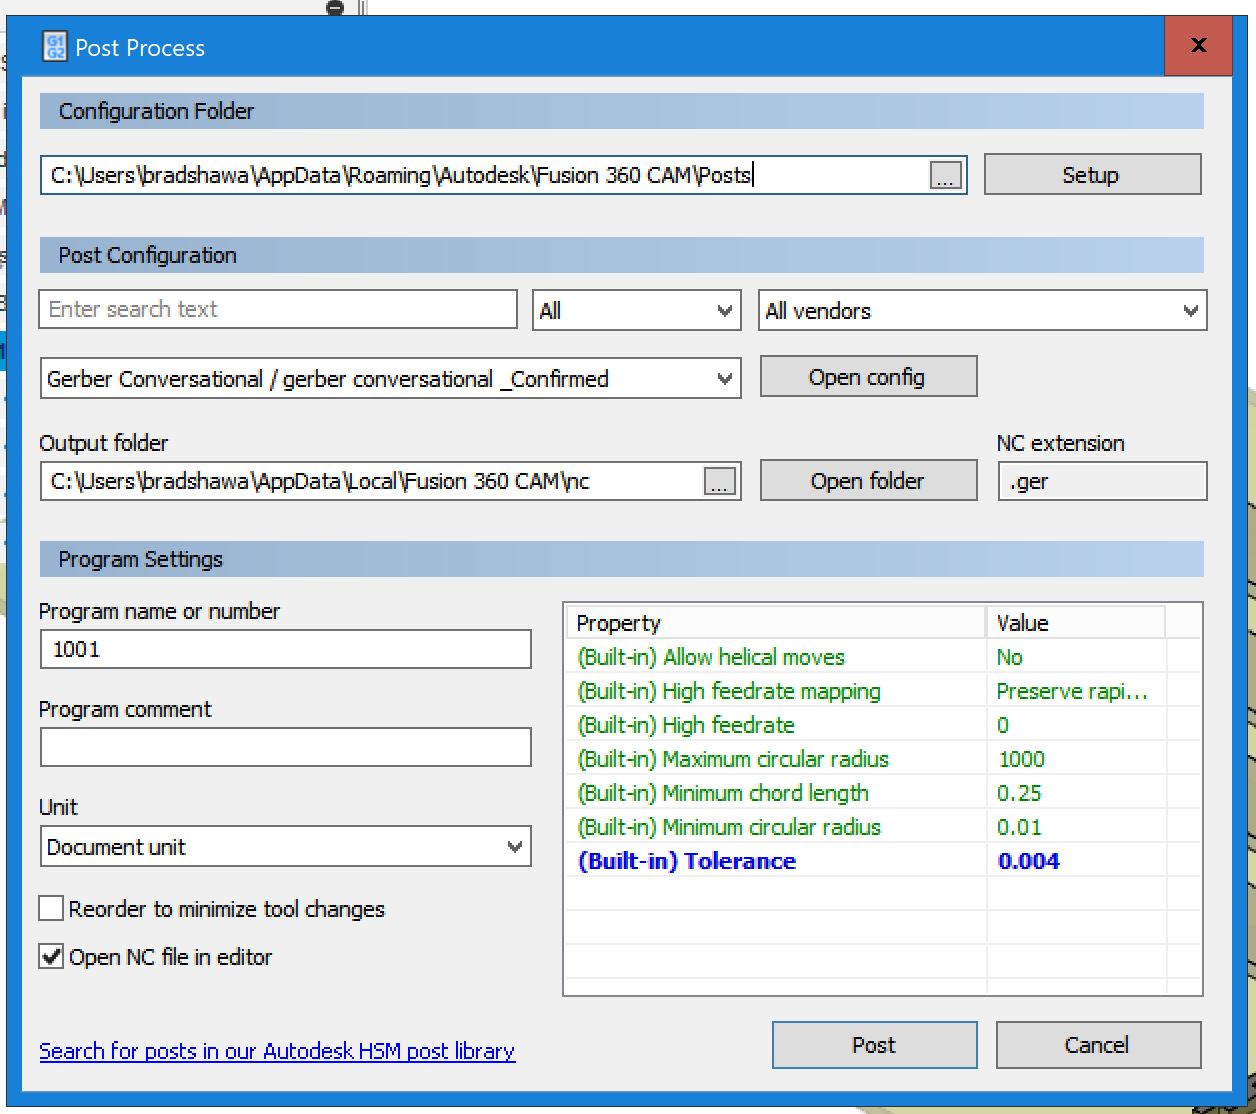 G1
G2
Post Process
x
Configuration Folder
C:\Users\bradshawa\AppData\Roaming\Autodesk\Fusion 360 CAM\Posts
...
Setup
Post Configuration
Enter search text
All
All vendors
Gerber Conversational / gerber conversational _Confirmed
Open config
Output folder
NC extension
C:\Users\bradshawa\AppData\Local\Fusion 360 CAM\nc
...
Open folder
.ger
Program Settings
Program name or number
1001
Program comment
Unit
Document unit
Reorder to minimize tool changes
Open NC file in editor
Property Value
(Built-in) Allow helical moves No
(Built-in) High feedrate mapping Preserve rapi...
(Built-in) High feedrate 0
(Built-in) Maximum circular radius 1000
(Built-in) Minimum chord length 0.25
(Built-in) Minimum circular radius 0.01
(Built-in) Tolerance 0.004
Search for posts in our Autodesk HSM post library
Post
Cancel